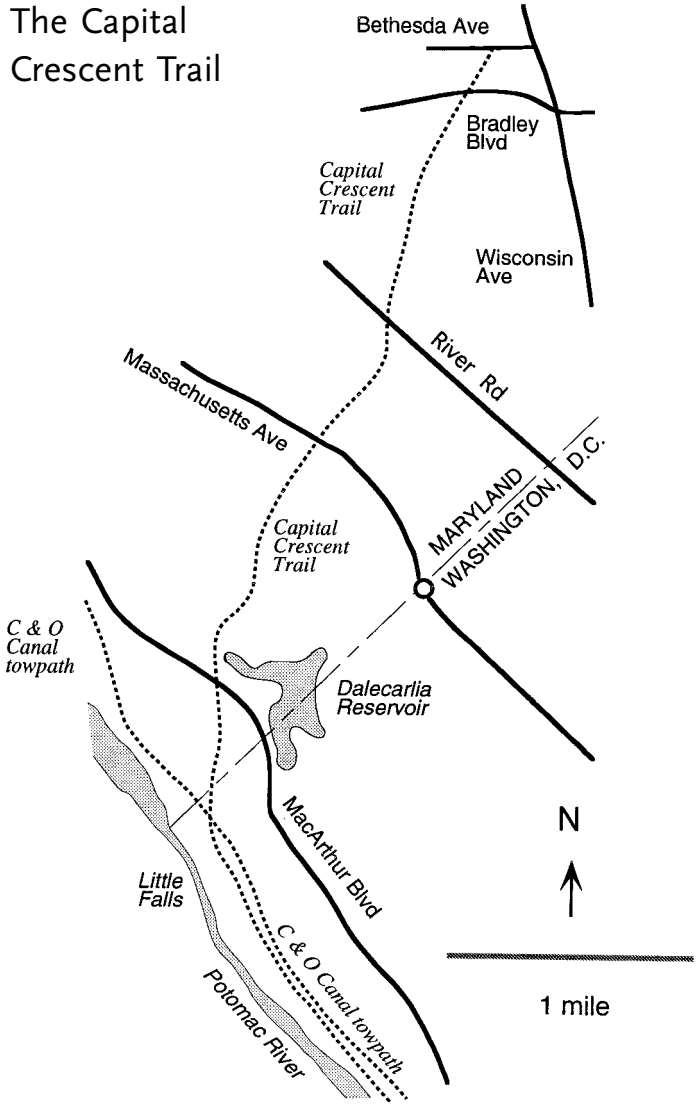 The Capital
Crescent Trail
Bethesda Ave
Bradley
Blvd
Capital
Crescent
Trail
Wisconsin
Ave
River Rd
Massachusetts Ave
MARYLAND
WASHINGTON, D.C.
Capital
Crescent
Trail
C & O
Canal
towpath
Dalecarlia
Reservoir
MacArthur Blvd
N
Little
Falls
C & O Canal towpath
Potomac River
1 mile